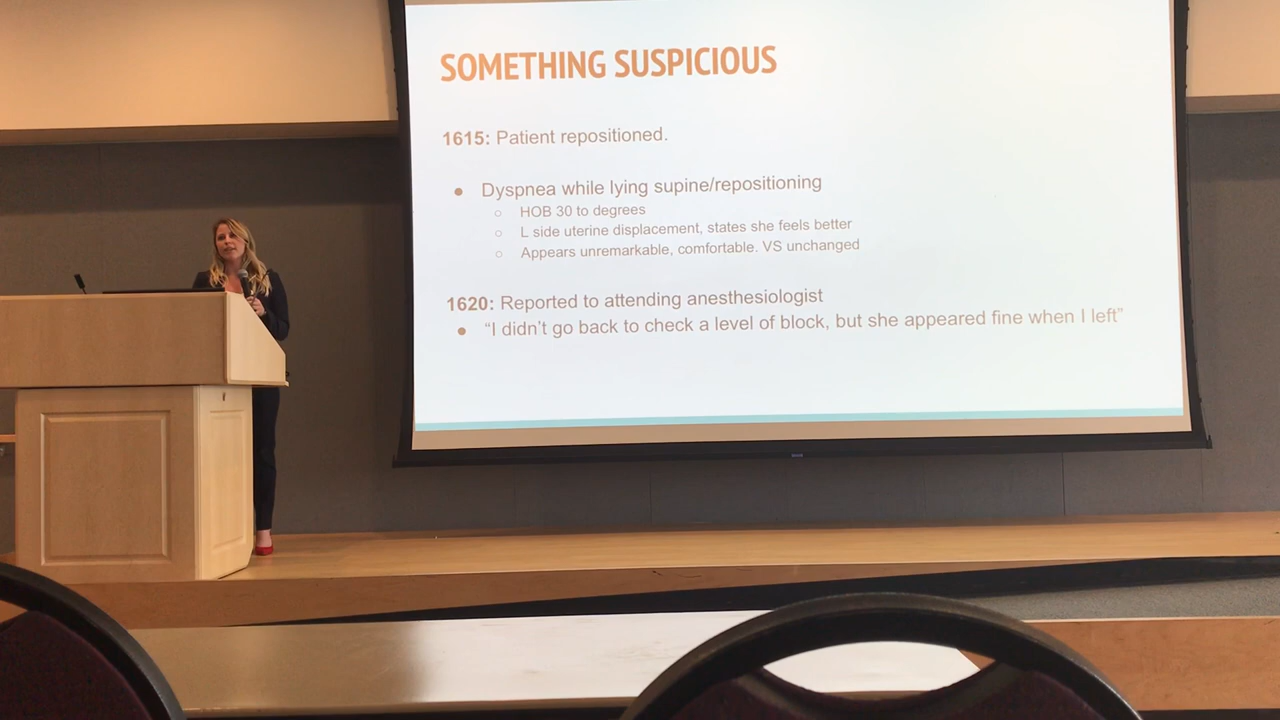 SOMETHING SUSPICIOUS
1615: Patient repositioned.
● Dyspnea while lying supine/repositioning
○ HOB 30 to degrees
○ L side uterine displacement, states she feels better
○ Appears unremarkable, comfortable. VS unchanged
1620: Reported to attending anesthesiologist
● “I didn’t go back to check a level of block, but she appeared fine when I left”